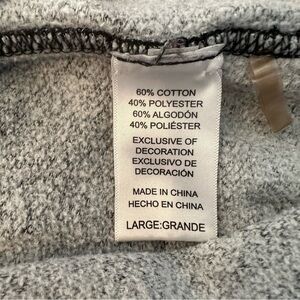 60% COTTON
40% POLYESTER
60% ALGODÓN
40% POLIÉSTER
EXCLUSIVE OF
DECORATION
EXCLUSIVO DE
DECORACIÓN
MADE IN CHINA
HECHO EN CHINA
LARGE:GRANDE